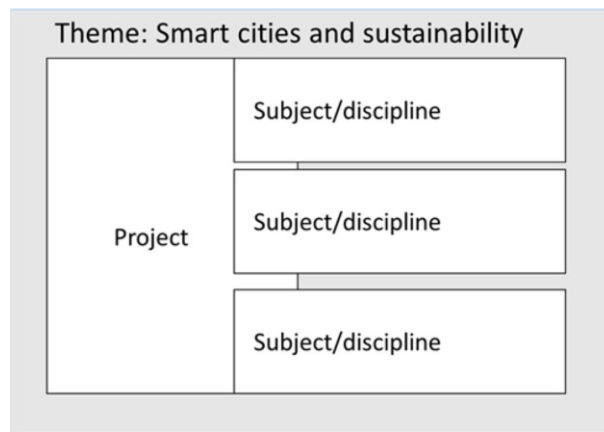 Theme: Smart cities and sustainability
Subject/discipline
Subject/discipline
Project
Subject/discipline